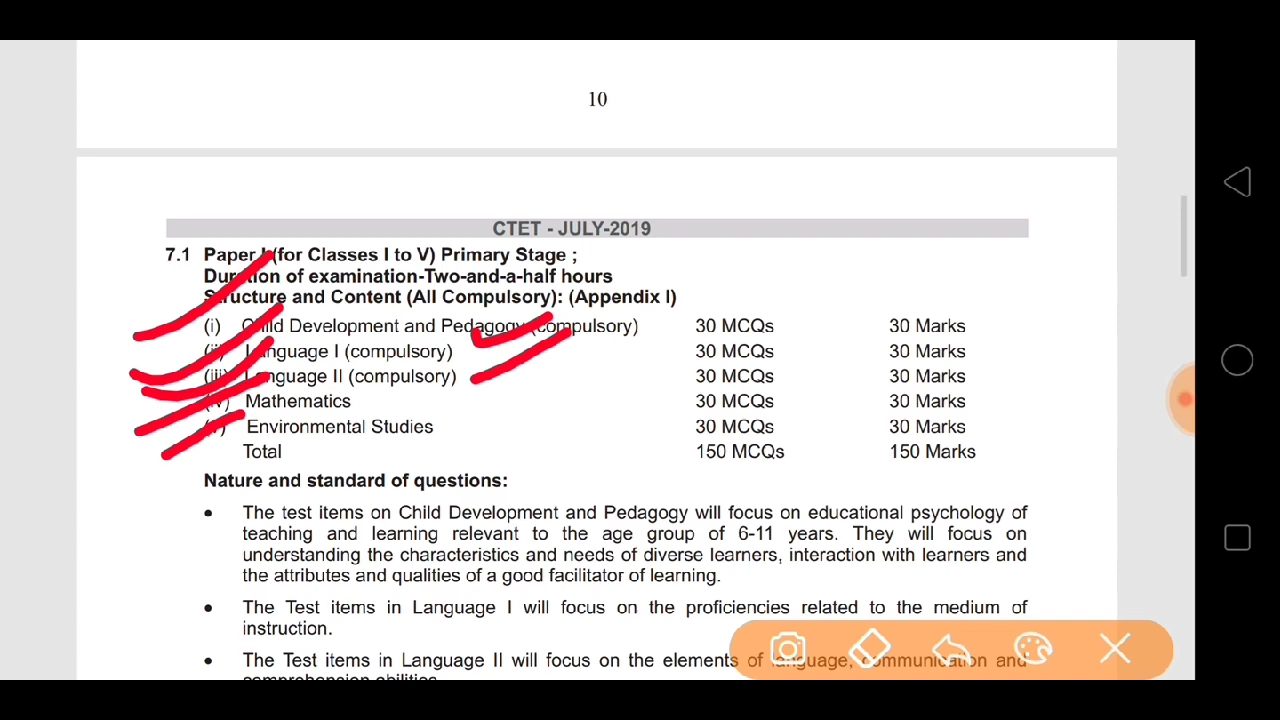 10
CTET - JULY-2019
7.1 Paper I (for Classes I to V) Primary Stage ;
Duration of examination-Two-and-a-half hours
Structure and Content (All Compulsory): (Appendix I)
(i) Child Development and Pedagogy (compulsory) 30 MCQs 30 Marks
(ii) Language I (compulsory) 30 MCQs 30 Marks
(iii) Language II (compulsory) 30 MCQs 30 Marks
(iv) Mathematics 30 MCQs 30 Marks
(v) Environmental Studies 30 MCQs 30 Marks
Total 150 MCQs 150 Marks
Nature and standard of questions:
• The test items on Child Development and Pedagogy will focus on educational psychology of
teaching and learning relevant to the age group of 6-11 years. They will focus on
understanding the characteristics and needs of diverse learners, interaction with learners and
the attributes and qualities of a good facilitator of learning.
• The Test items in Language I will focus on the proficiencies related to the medium of
instruction.
• The Test items in Language II will focus on the elements of language, communication and
comprehension abilities.